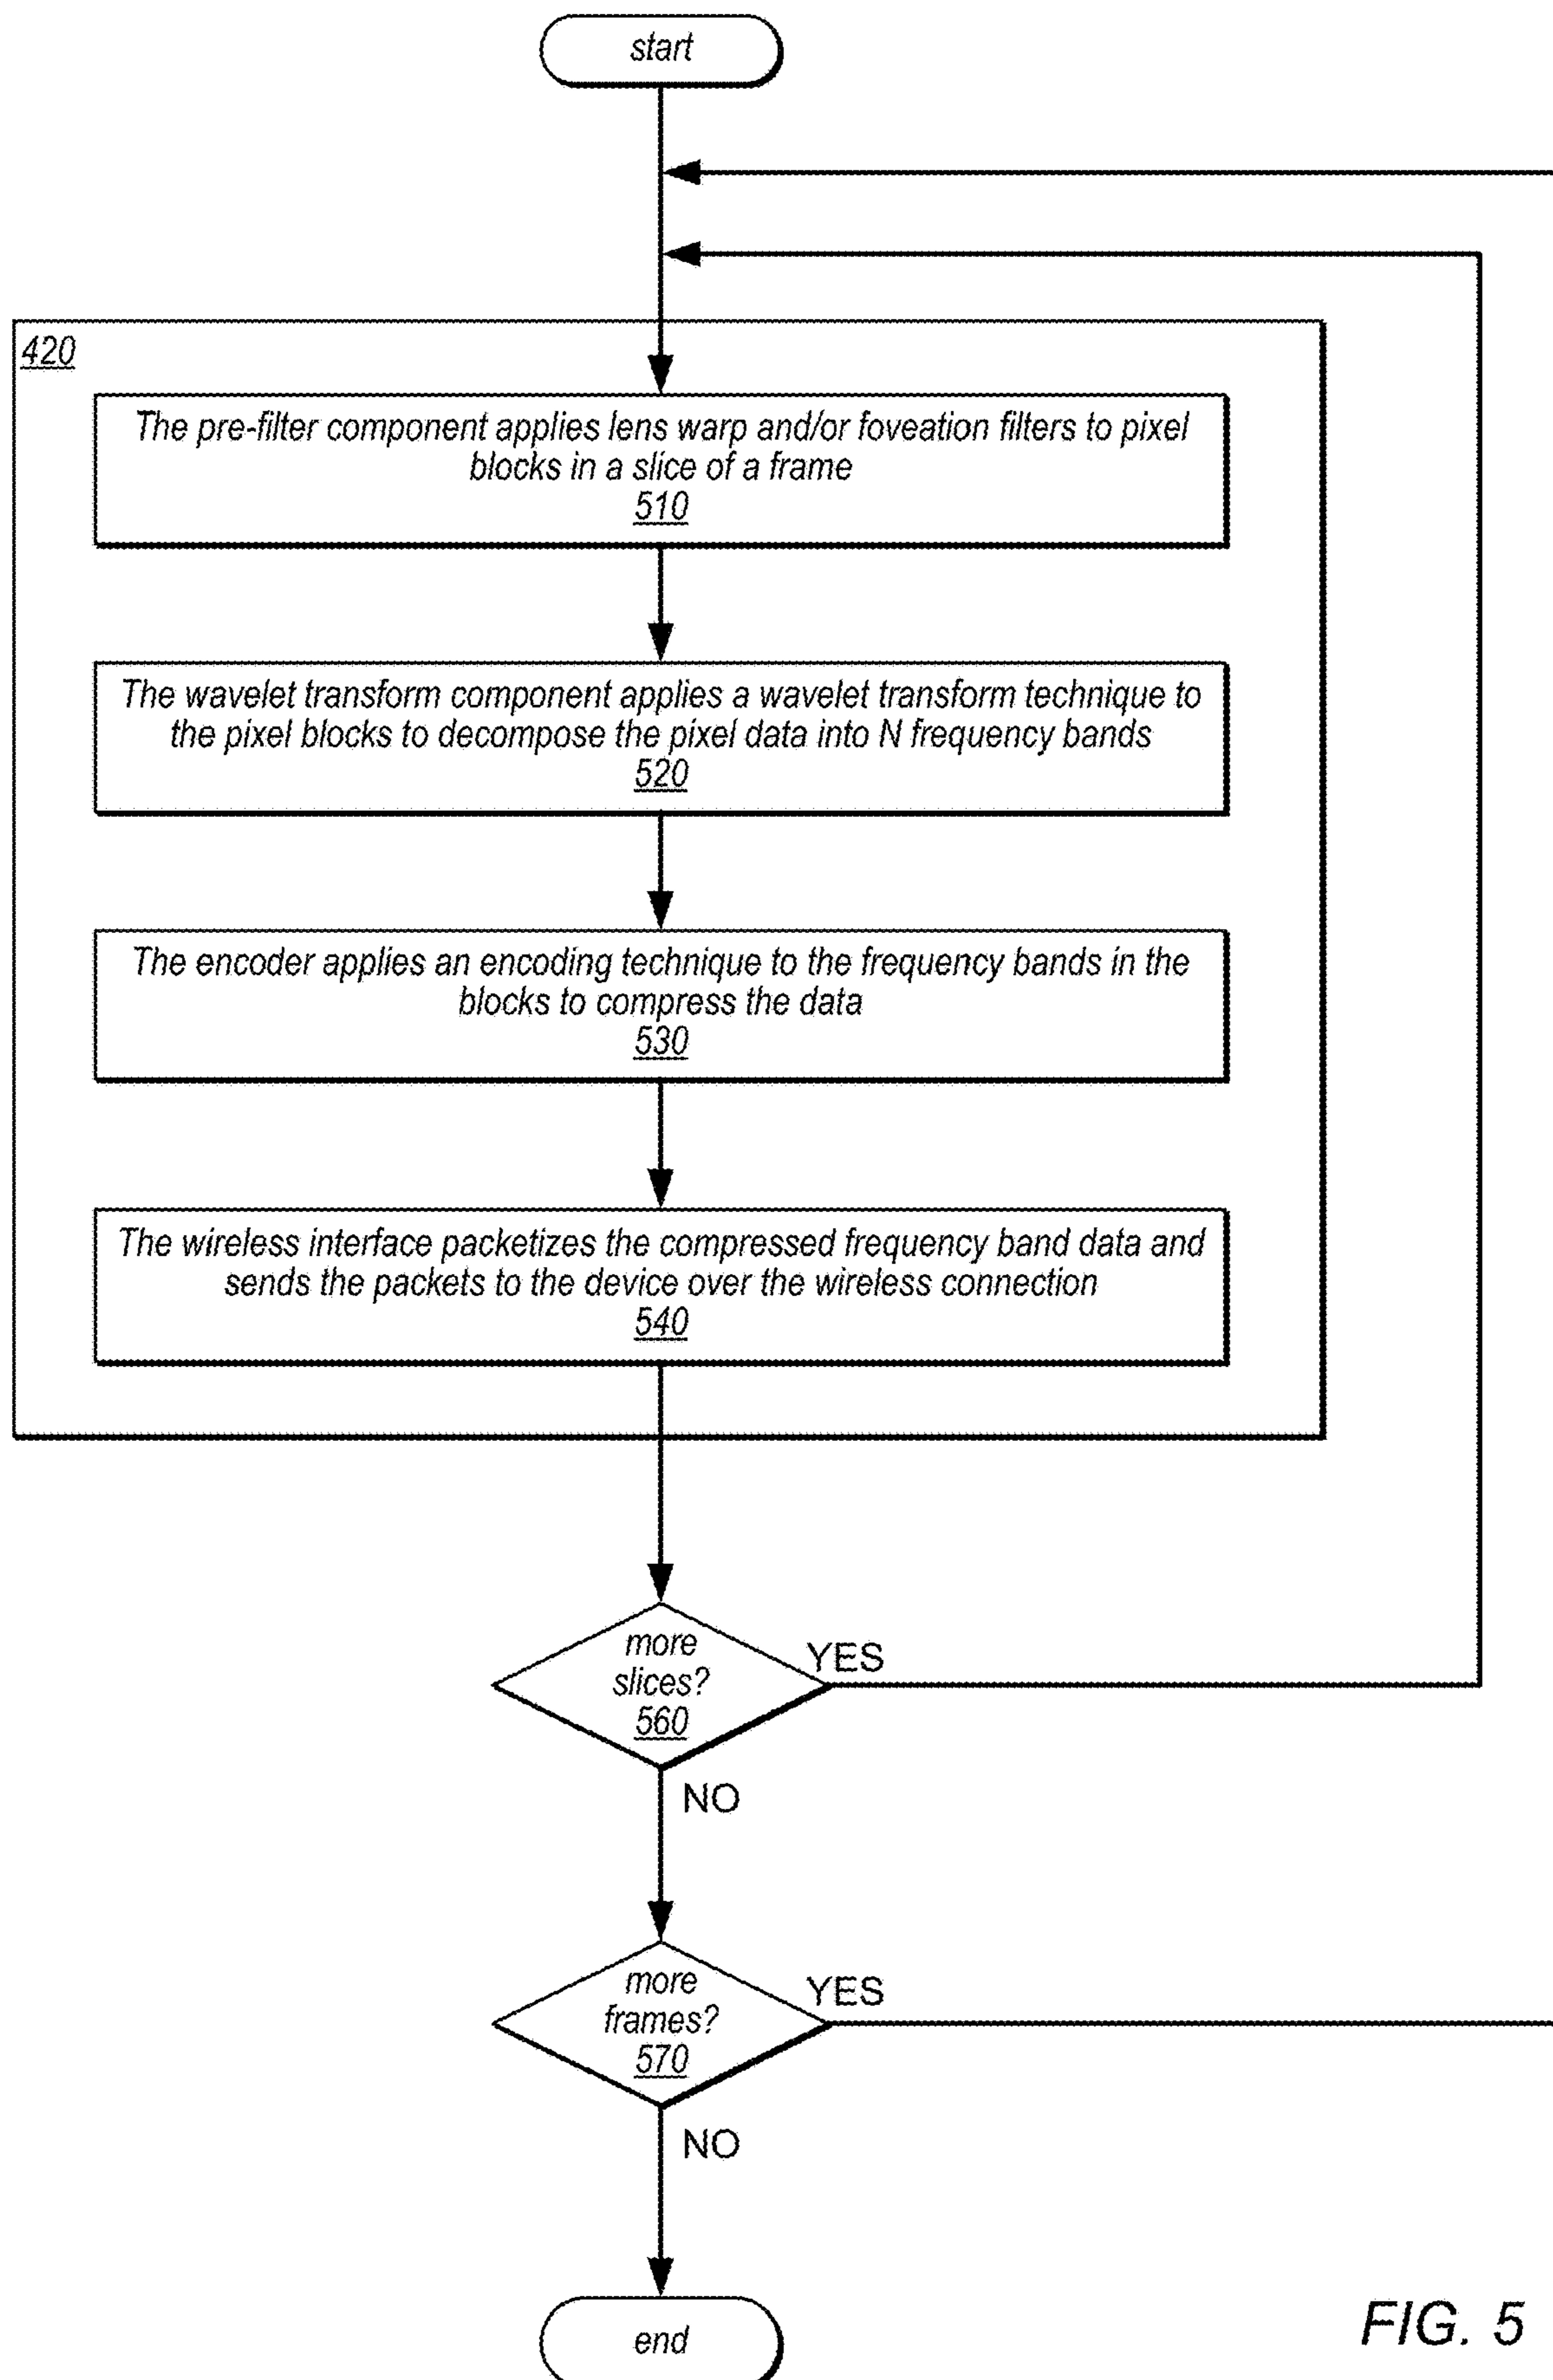 start
420
The pre-filter component applies lens warp and/or foveation filters to pixel
blocks in a slice of a frame
510
The wavelet transform component applies a wavelet transform technique to
the pixel blocks to decompose the pixel data into N frequency bands
520
The encoder applies an encoding technique to the frequency bands in the
blocks to compress the data
530
The wireless interface packetizes the compressed frequency band data and
sends the packets to the device over the wireless connection
540
more
slices?
560
YES
NO
more
frames?
570
YES
NO
end
FIG. 5